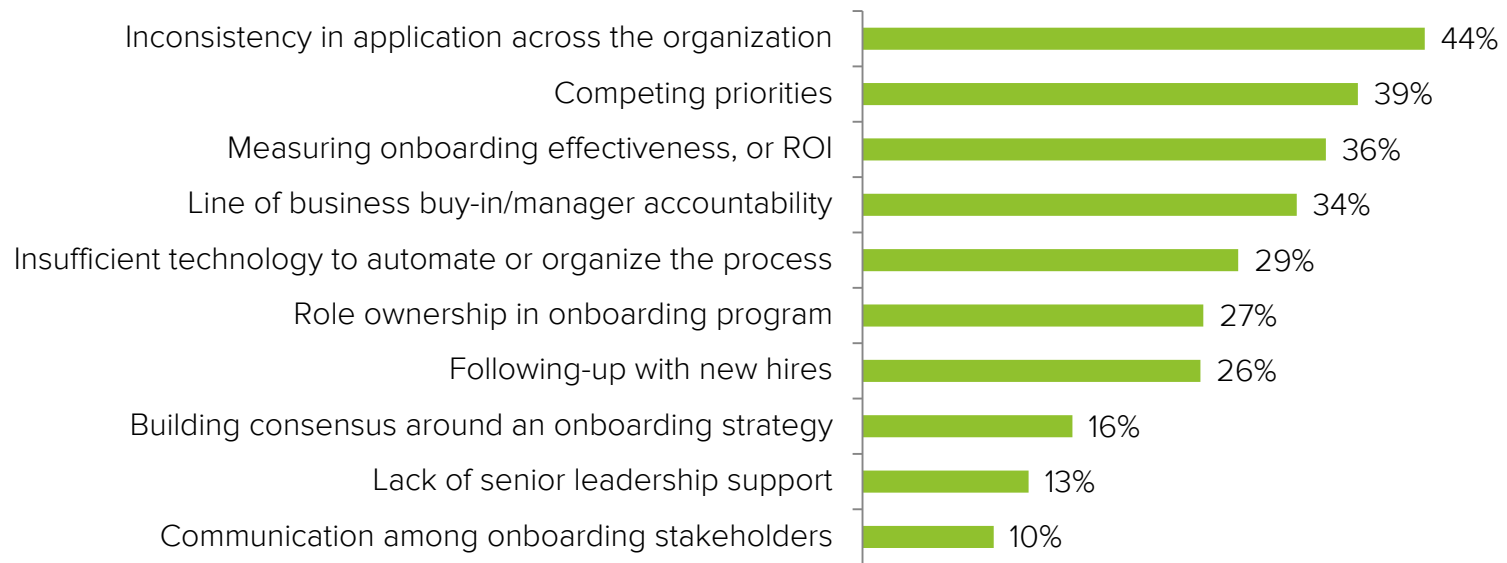 Inconsistency in application across the organization 44%
Competing priorities 39%
Measuring onboarding effectiveness, or ROI 36%
Line of business buy-in/manager accountability 34%
Insufficient technology to automate or organize the process 29%
Role ownership in onboarding program 27%
Following-up with new hires 26%
Building consensus around an onboarding strategy 16%
Lack of senior leadership support 13%
Communication among onboarding stakeholders 10%